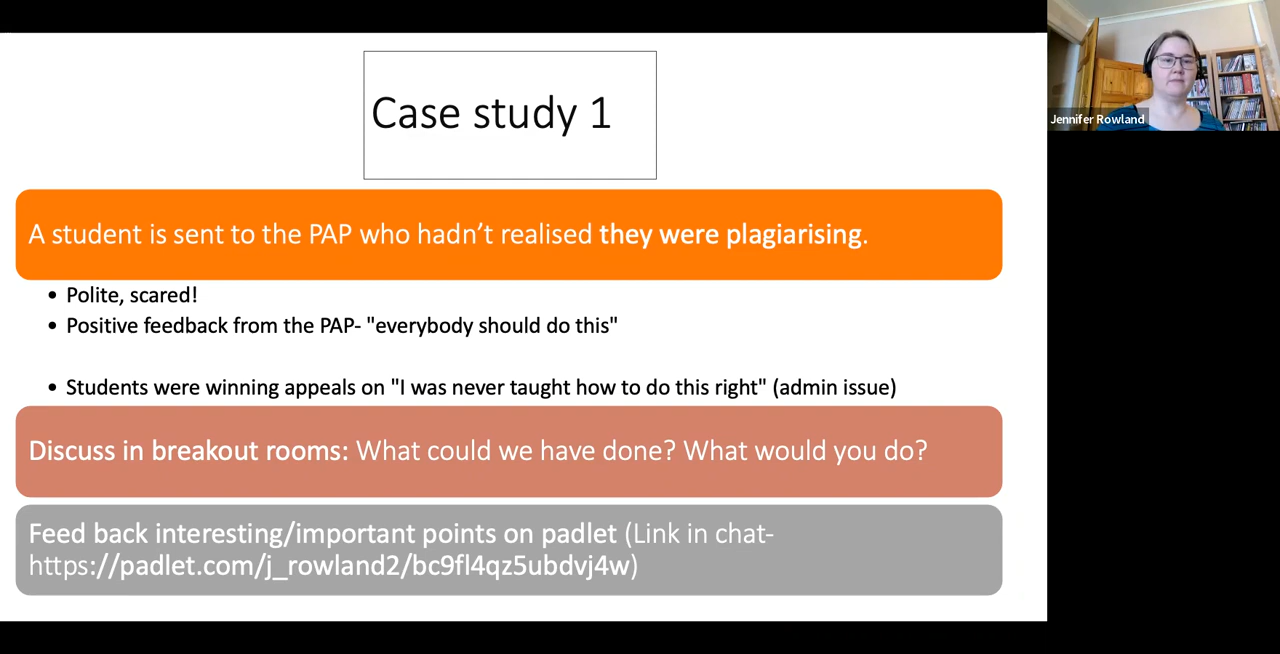 Case study 1
A student is sent to the PAP who hadn’t realised they were plagiarising.
• Polite, scared!
• Positive feedback from the PAP- "everybody should do this"
• Students were winning appeals on "I was never taught how to do this right" (admin issue)
Discuss in breakout rooms: What could we have done? What would you do?
Feed back interesting/important points on padlet (Link in chat-
https://padlet.com/j_rowland2/bc9fl4qz5ubdvj4w)
Jennifer Rowland